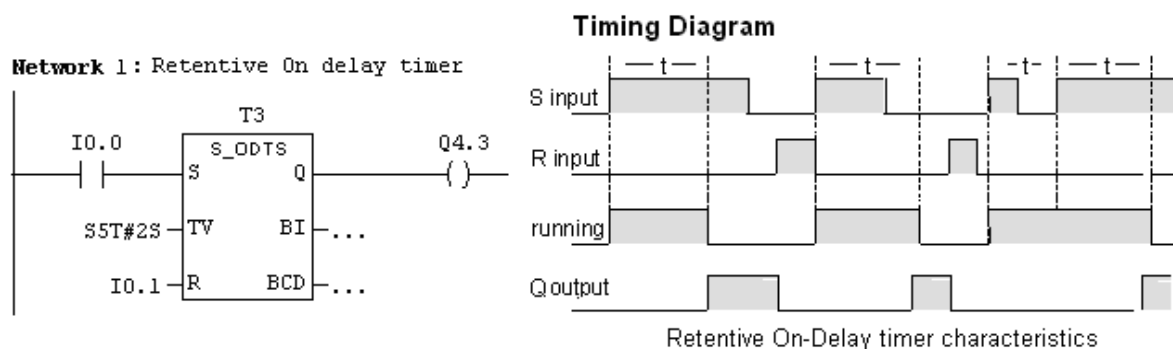 Timing Diagram
Network 1: Retentive On delay timer
T3
I0.0
S_ODTS
Q4.3
S Q
S5T#2S TV BI ...
I0.1 R BCD ...
t t t t
S input
R input
running
Q output
Retentive On-Delay timer characteristics